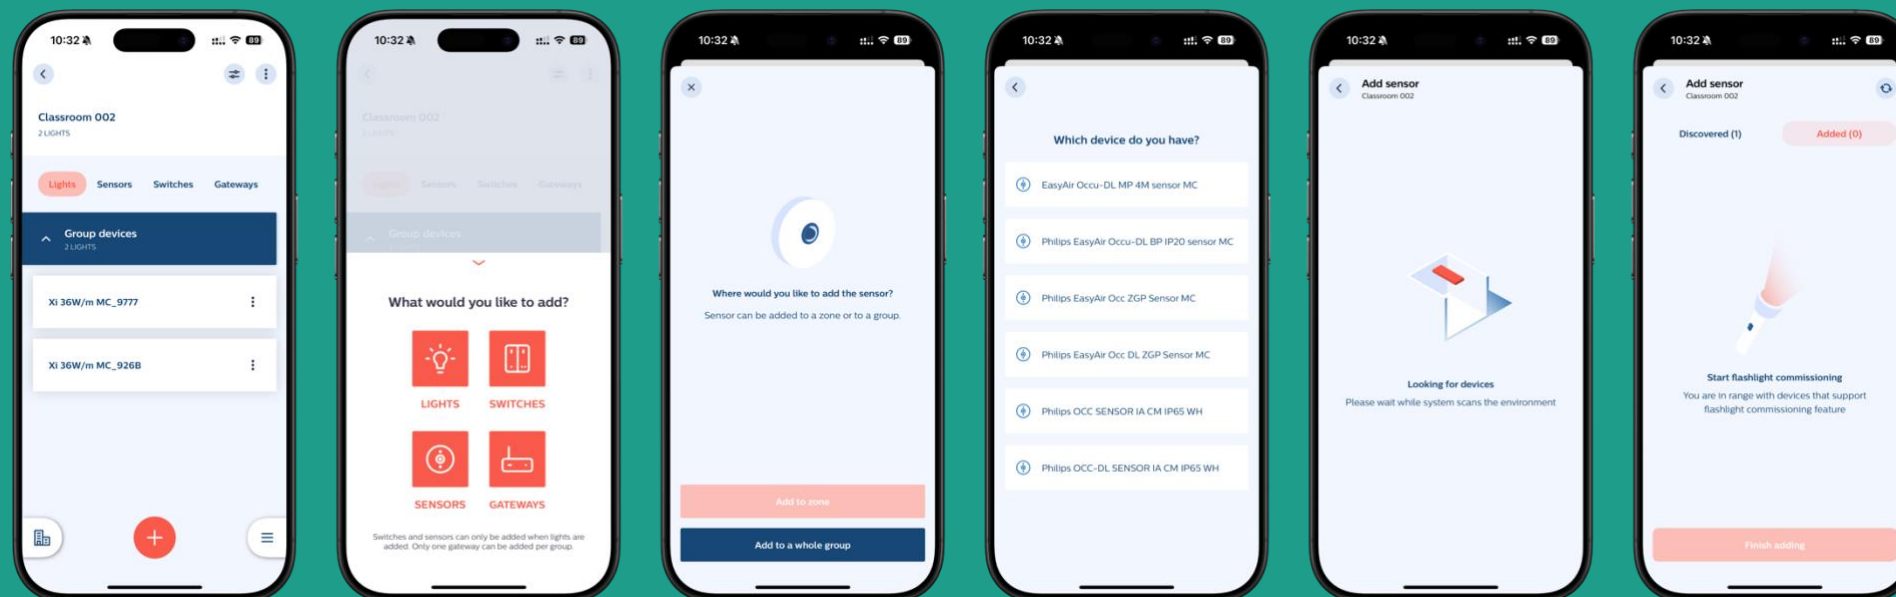 10:32
89
Classroom 002
2 LIGHTS
Lights
Sensors
Switches
Gateways
Group devices
2 LIGHTS
Xi 36W/m MC_9777
Xi 36W/m MC_926B
10:32
89
Classroom 002
2 LIGHTS
Lights
Sensors
Switches
Gateways
Group devices
What would you like to add?
LIGHTS
SWITCHES
SENSORS
GATEWAYS
Switches and sensors can only be added when lights are
added. Only one gateway can be added per group.
10:32
89
Where would you like to add the sensor?
Sensor can be added to a zone or to a group.
Add to zone
Add to a whole group
10:32
89
Which device do you have?
EasyAir Occu-DL MP 4M sensor MC
Philips EasyAir Occu-DL BP IP20 sensor MC
Philips EasyAir Occ ZGP Sensor MC
Philips EasyAir Occ DL ZGP Sensor MC
Philips OCC SENSOR IA CM IP65 WH
Philips OCC-DL SENSOR IA CM IP65 WH
10:32
89
Add sensor
Classroom 002
Looking for devices
Please wait while system scans the environment
10:32
89
Add sensor
Classroom 002
Discovered (1)
Added (0)
Start flashlight commissioning
You are in range with devices that support
flashlight commissioning feature
Finish adding